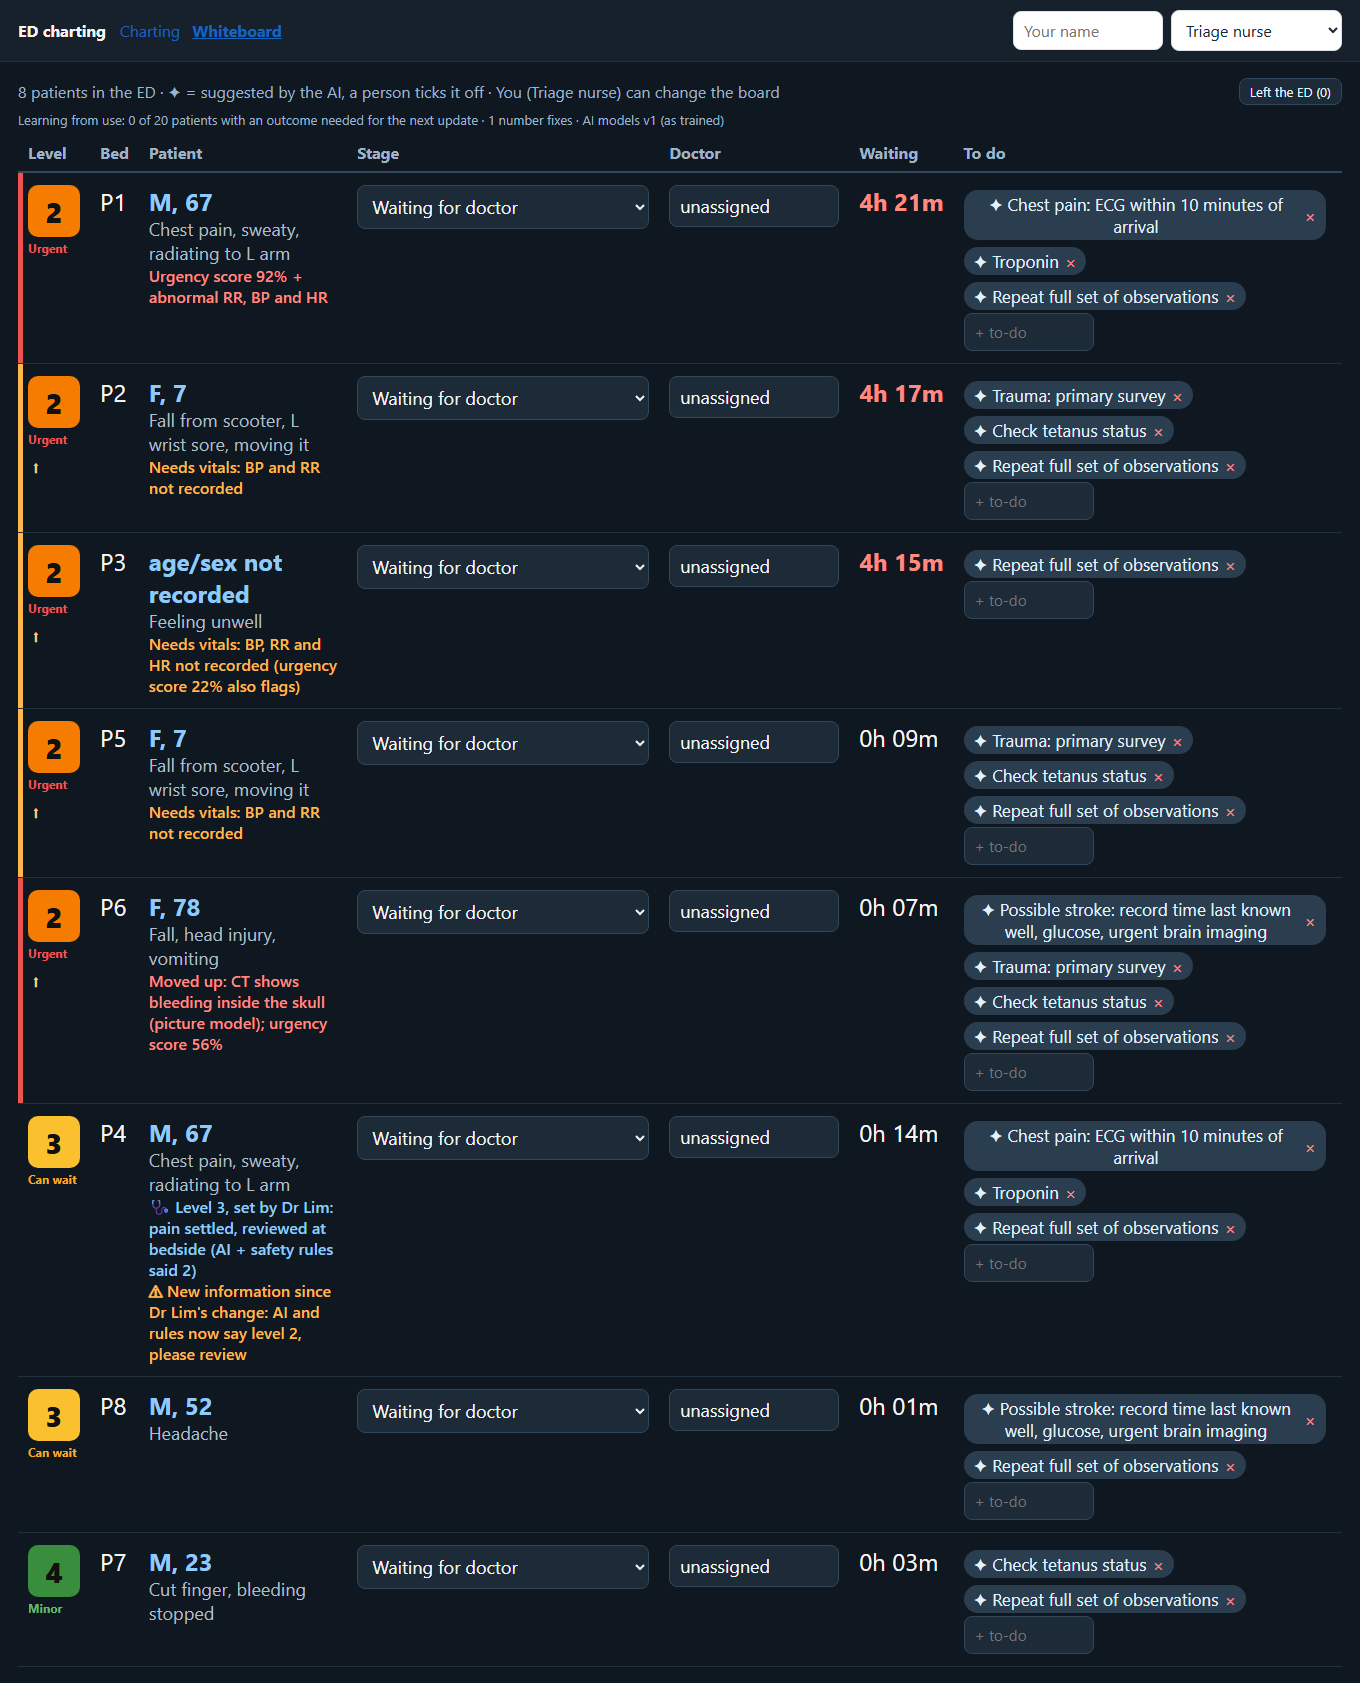 ED charting Charting Whiteboard Your name Triage nurse
8 patients in the ED · ✦ = suggested by the AI, a person ticks it off · You (Triage nurse) can change the board
Left the ED (0)
Learning from use: 0 of 20 patients with an outcome needed for the next update · 1 number fixes · AI models v1 (as trained)
Level Bed Patient Stage Doctor Waiting To do
2
Urgent
P1
M, 67
Chest pain, sweaty,
radiating to L arm
Urgency score 92% +
abnormal RR, BP and HR
Waiting for doctor
unassigned
4h 21m
✦ Chest pain: ECG within 10 minutes of
arrival ×
✦ Troponin ×
✦ Repeat full set of observations ×
+ to-do
2
Urgent
↑
P2
F, 7
Fall from scooter, L
wrist sore, moving it
Needs vitals: BP and RR
not recorded
Waiting for doctor
unassigned
4h 17m
✦ Trauma: primary survey ×
✦ Check tetanus status ×
✦ Repeat full set of observations ×
+ to-do
2
Urgent
↑
P3
age/sex not
recorded
Feeling unwell
Needs vitals: BP, RR and
HR not recorded (urgency
score 22% also flags)
Waiting for doctor
unassigned
4h 15m
✦ Repeat full set of observations ×
+ to-do
2
Urgent
↑
P5
F, 7
Fall from scooter, L
wrist sore, moving it
Needs vitals: BP and RR
not recorded
Waiting for doctor
unassigned
0h 09m
✦ Trauma: primary survey ×
✦ Check tetanus status ×
✦ Repeat full set of observations ×
+ to-do
2
Urgent
↑
P6
F, 78
Fall, head injury,
vomiting
Moved up: CT shows
bleeding inside the skull
(picture model); urgency
score 56%
Waiting for doctor
unassigned
0h 07m
✦ Possible stroke: record time last known
well, glucose, urgent brain imaging ×
✦ Trauma: primary survey ×
✦ Check tetanus status ×
✦ Repeat full set of observations ×
+ to-do
3
Can wait
P4
M, 67
Chest pain, sweaty,
radiating to L arm
🩺 Level 3, set by Dr Lim:
pain settled, reviewed at
bedside (AI + safety rules
said 2)
⚠ New information since
Dr Lim's change: AI and
rules now say level 2,
please review
Waiting for doctor
unassigned
0h 14m
✦ Chest pain: ECG within 10 minutes of
arrival ×
✦ Troponin ×
✦ Repeat full set of observations ×
+ to-do
3
Can wait
P8
M, 52
Headache
Waiting for doctor
unassigned
0h 01m
✦ Possible stroke: record time last known
well, glucose, urgent brain imaging ×
✦ Repeat full set of observations ×
+ to-do
4
Minor
P7
M, 23
Cut finger, bleeding
stopped
Waiting for doctor
unassigned
0h 03m
✦ Check tetanus status ×
✦ Repeat full set of observations ×
+ to-do